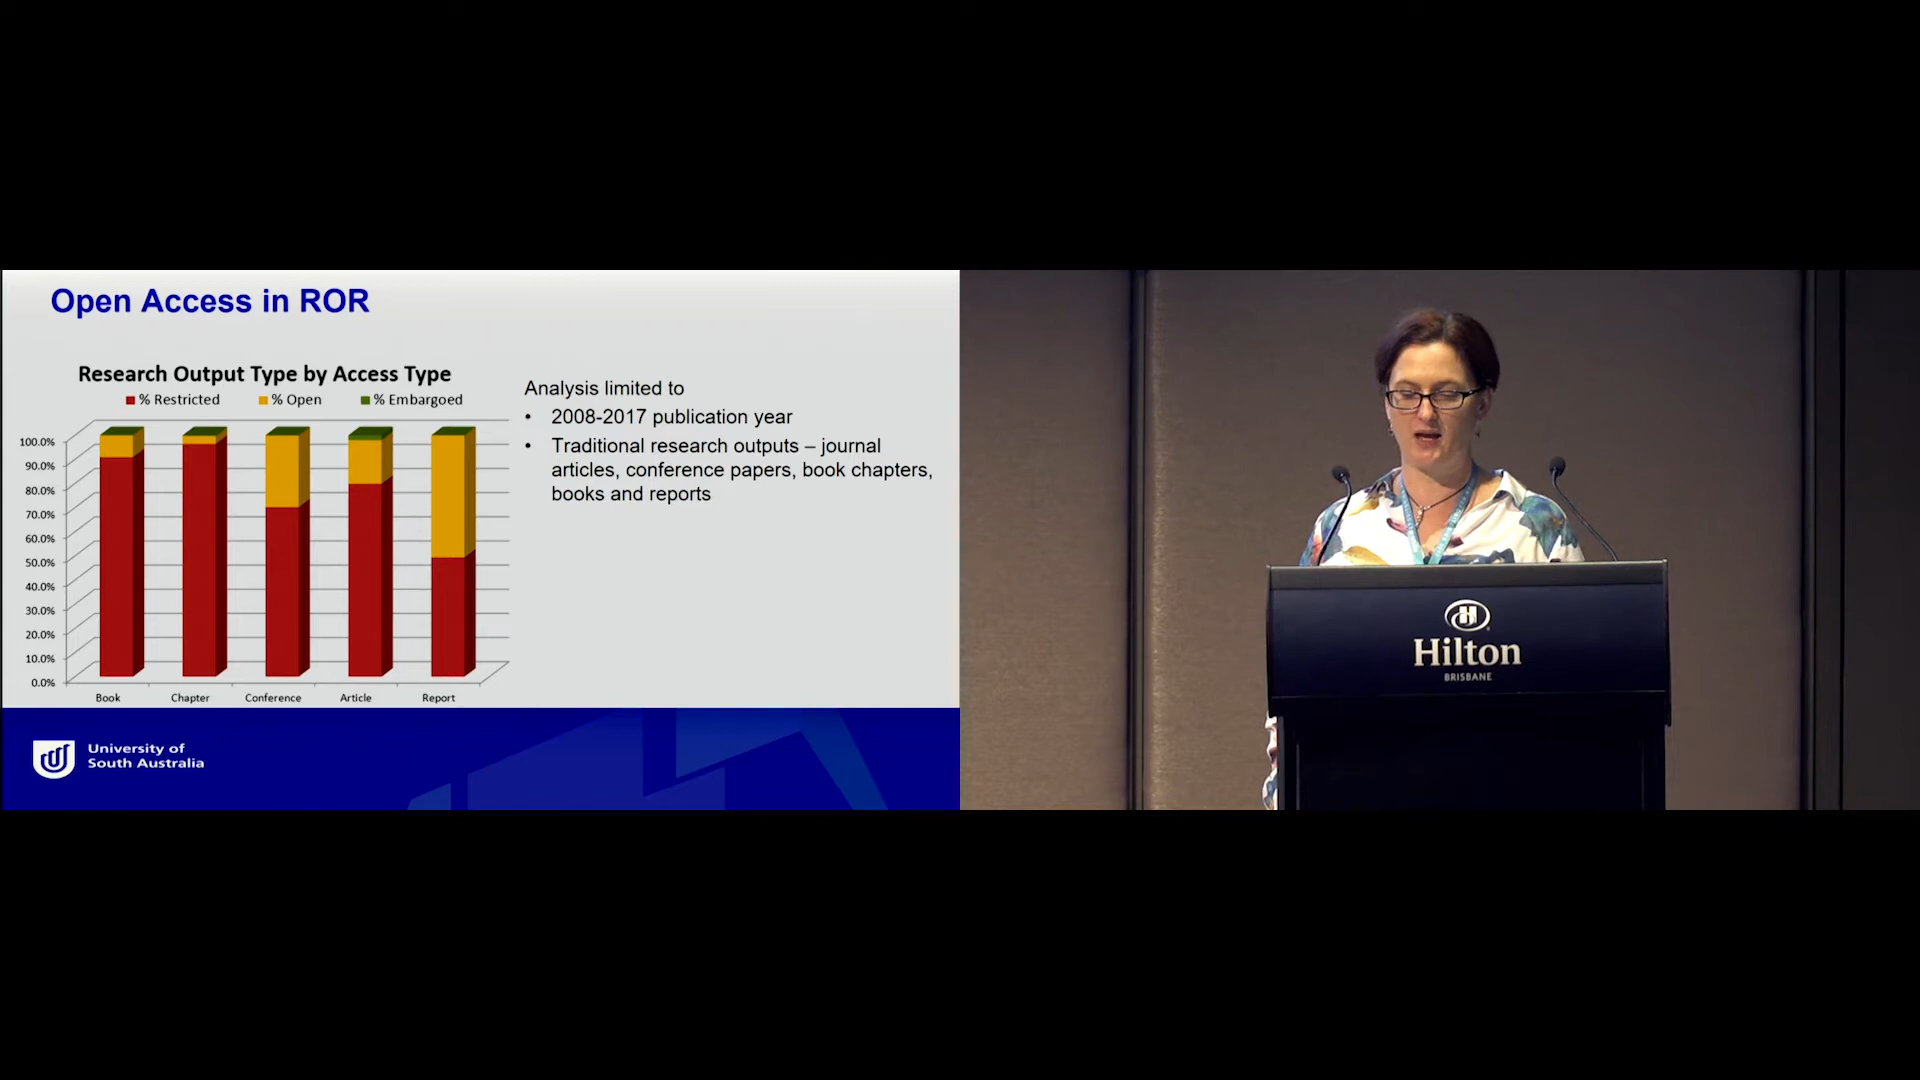 Open Access in ROR
Research Output Type by Access Type
% Restricted % Open % Embargoed
100.0%
90.0%
80.0%
70.0%
60.0%
50.0%
40.0%
30.0%
20.0%
10.0%
0.0%
Book Chapter Conference Article Report
Analysis limited to
• 2008-2017 publication year
• Traditional research outputs – journal
articles, conference papers, book chapters,
books and reports
University of
South Australia
H
Hilton
BRISBANE